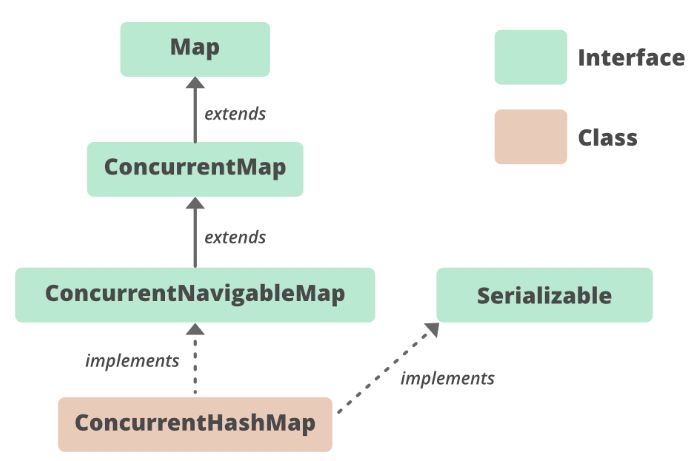 Map
Interface
extends
Class
ConcurrentMap
extends
ConcurrentNavigableMap
Serializable
implements
implements
ConcurrentHashMap